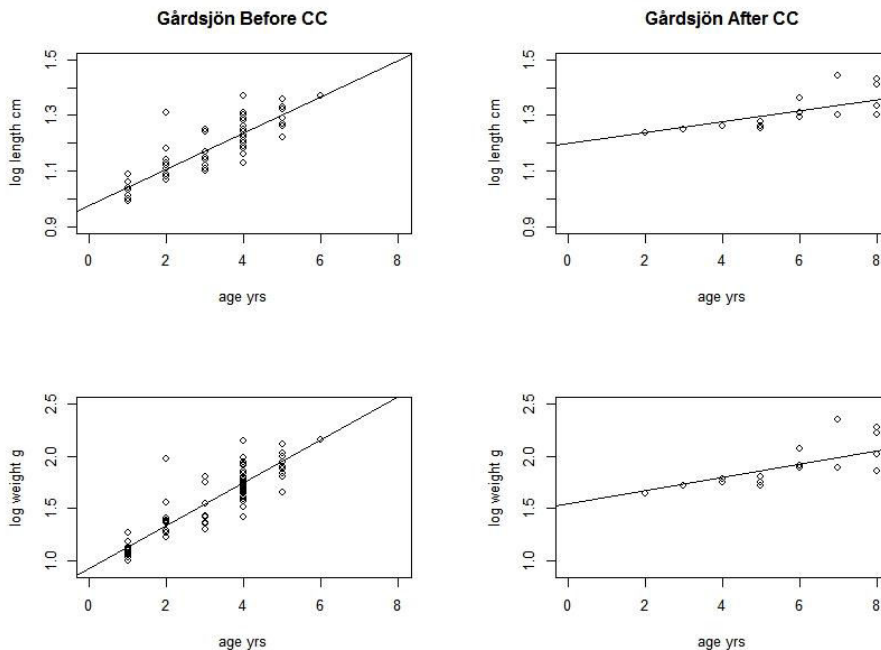 Gårdsjön Before CC
log length cm
0.9 1.1 1.3 1.5
0 2 4 6 8
age yrs
Gårdsjön After CC
log length cm
0.9 1.1 1.3 1.5
0 2 4 6 8
age yrs
log weight g
1.0 1.5 2.0 2.5
0 2 4 6 8
age yrs
log weight g
1.0 1.5 2.0 2.5
0 2 4 6 8
age yrs